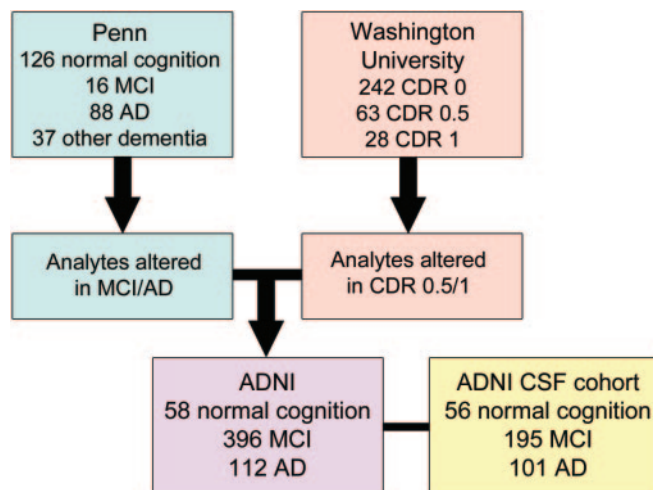 Penn
126 normal cognition
16 MCI
88 AD
37 other dementia
Washington
University
242 CDR 0
63 CDR 0.5
28 CDR 1
Analytes altered
in MCI/AD
Analytes altered
in CDR 0.5/1
ADNI
58 normal cognition
396 MCI
112 AD
ADNI CSF cohort
56 normal cognition
195 MCI
101 AD